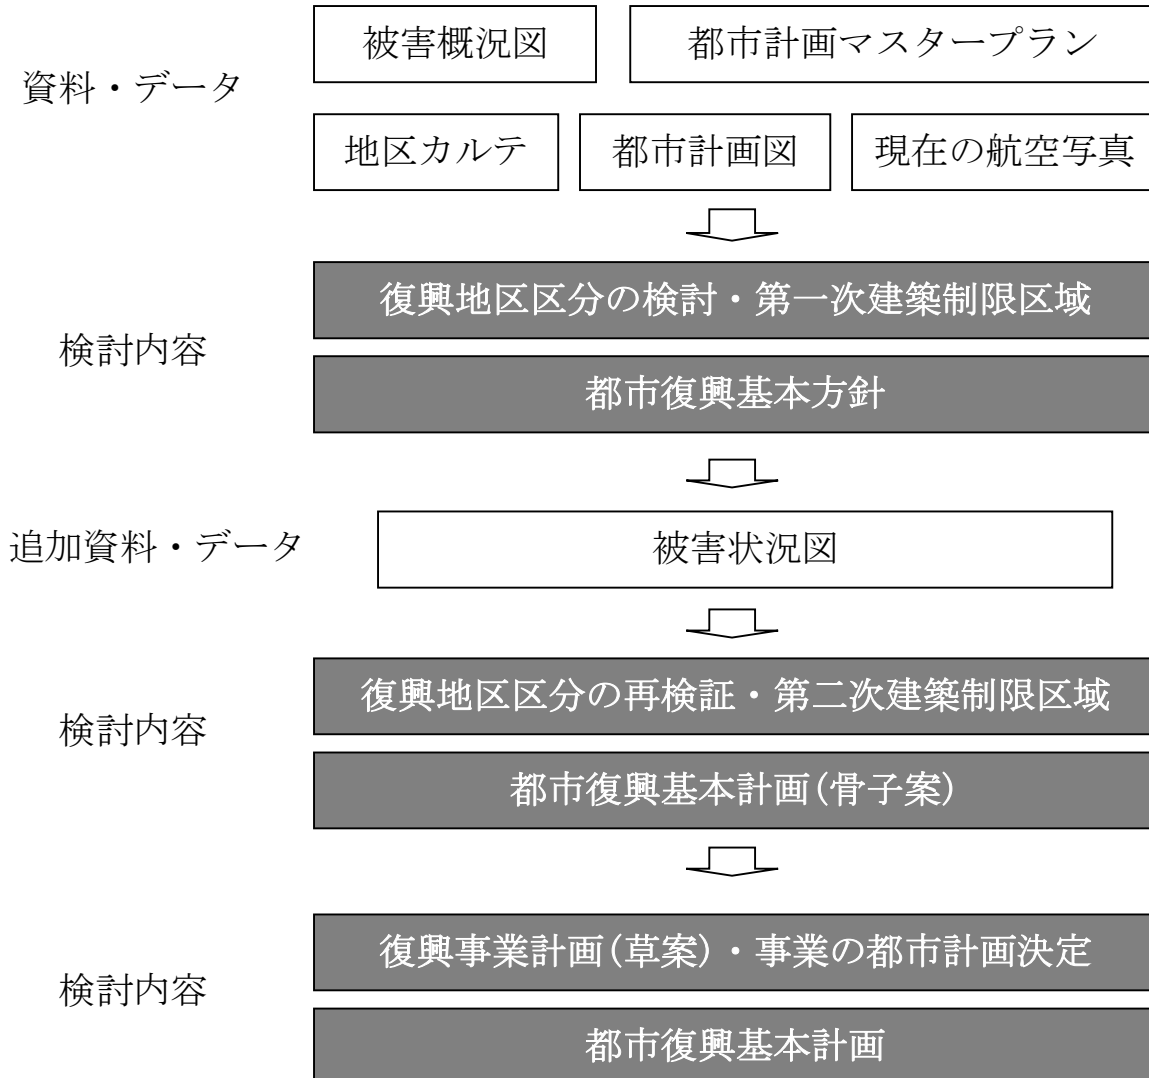 被害概況図
都市計画マスタープラン
資料・データ
地区カルテ
都市計画図
現在の航空写真
復興地区区分の検討・第一次建築制限区域
検討内容
都市復興基本方針
追加資料・データ
被害状況図
復興地区区分の再検証・第二次建築制限区域
検討内容
都市復興基本計画(骨子案)
復興事業計画(草案)・事業の都市計画決定
検討内容
都市復興基本計画